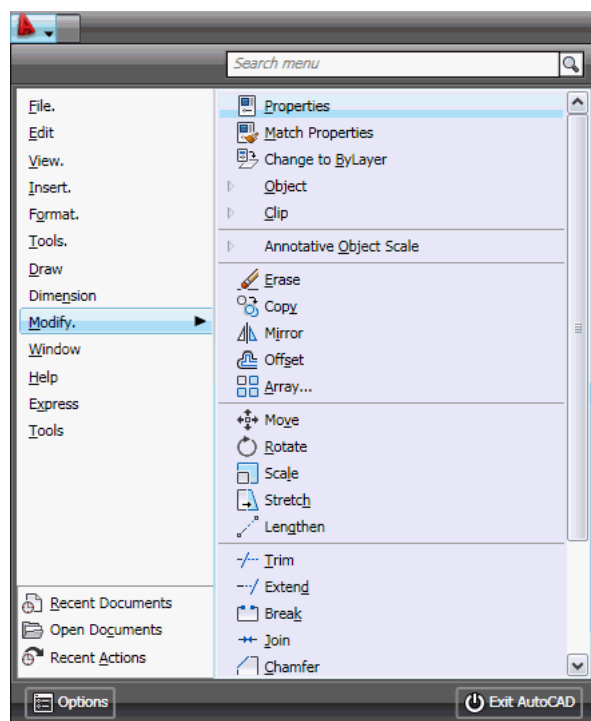 Search menu
File.
Edit
View.
Insert.
Format.
Tools.
Draw
Dimension
Modify.
Window
Help
Express
Tools
Recent Documents
Open Documents
Recent Actions
Properties
Match Properties
Change to ByLayer
Object
Clip
Annotative Object Scale
Erase
Copy
Mirror
Offset
Array...
Move
Rotate
Scale
Stretch
Lengthen
Trim
Extend
Break
Join
Chamfer
Options
Exit AutoCAD